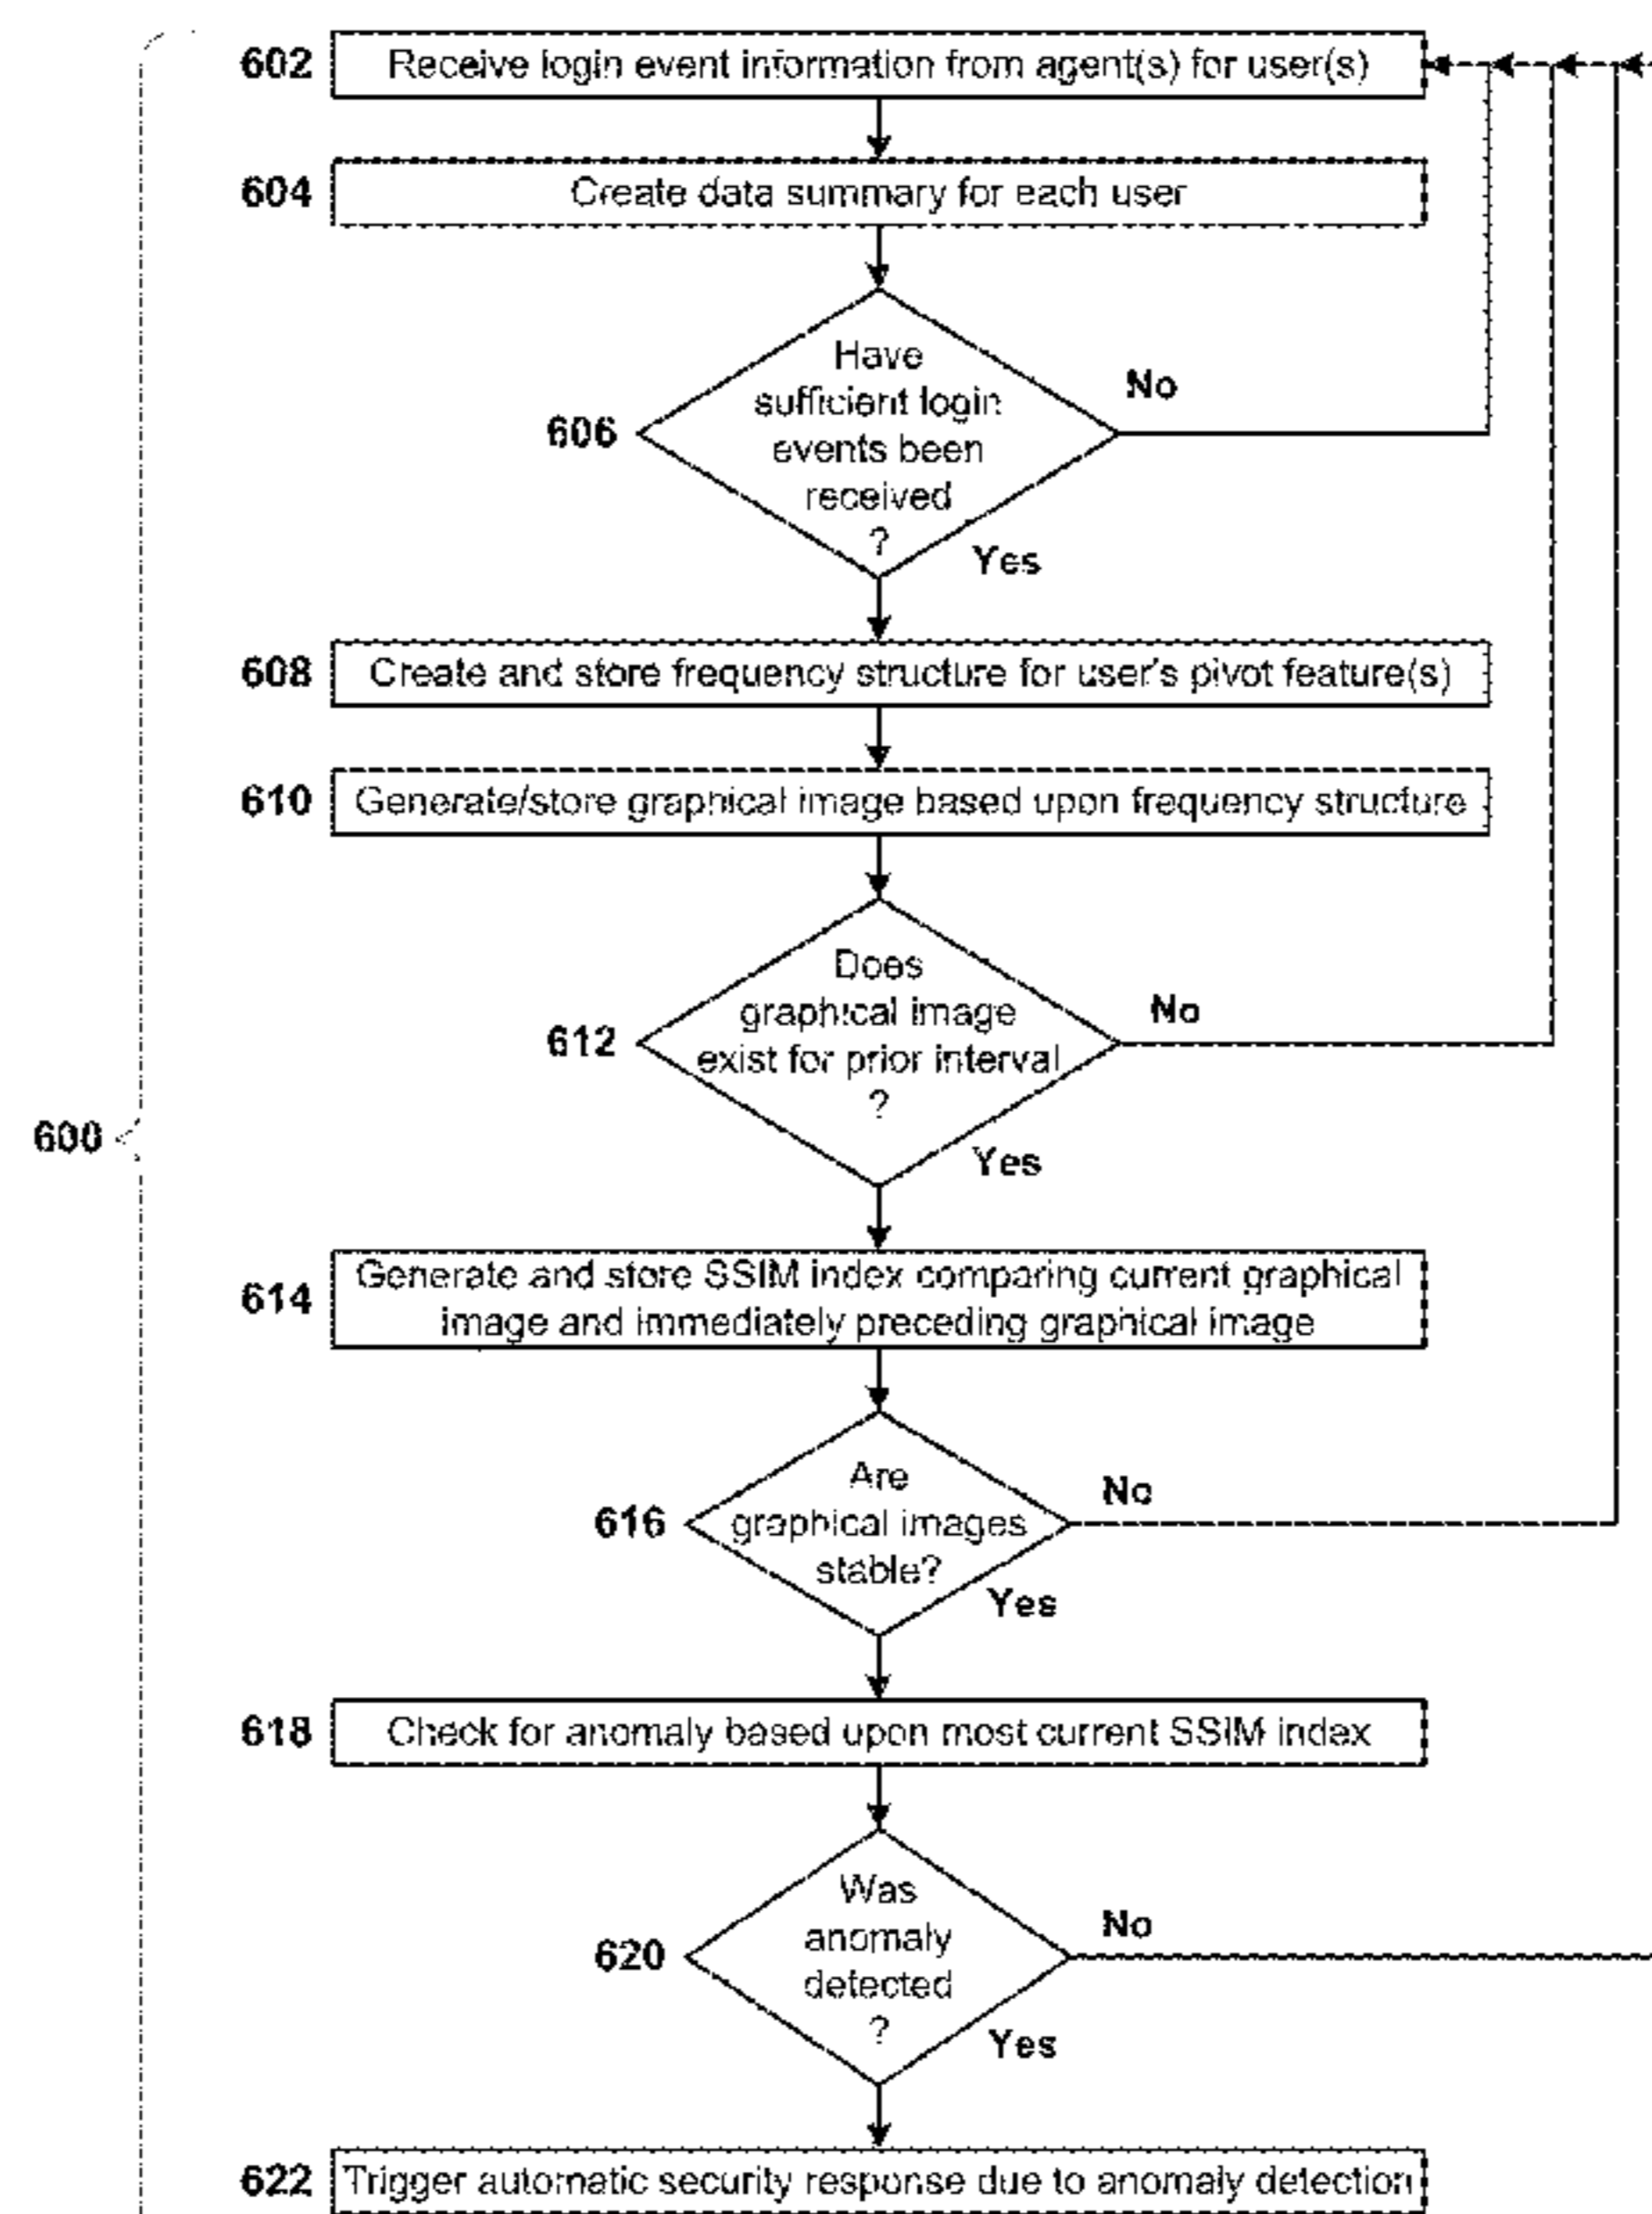 602 Receive login event information from agent(s) for user(s)
604 Create data summary for each user
Have
sufficient login
events been
received
?
606
No
Yes
608 Create and store frequency structure for user's pivot feature(s)
610 Generate/store graphical image based upon frequency structure
Does
graphical image
exist for prior interval
?
612
No
Yes
600
614 Generate and store SSIM index comparing current graphical
image and immediately preceding graphical image
Are
graphical images
stable?
616
No
Yes
618 Check for anomaly based upon most current SSIM index
Was
anomaly
detected
?
620
No
Yes
622 Trigger automatic security response due to anomaly detection